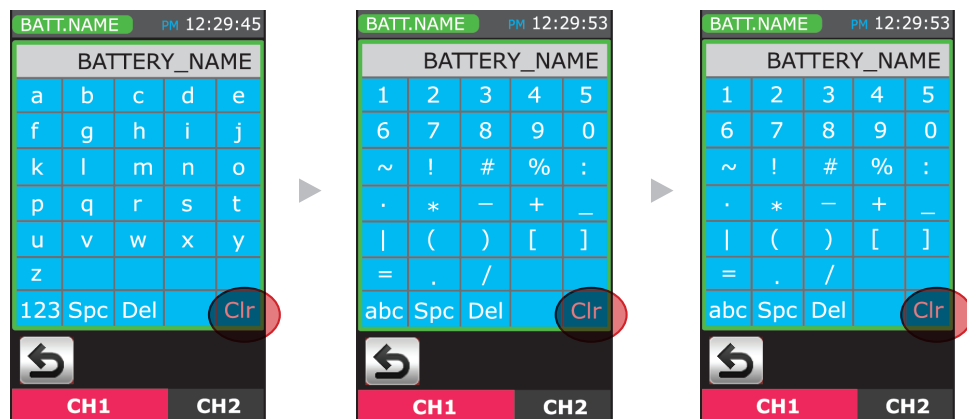 BATT.NAME PM 12:29:45
BATTERY_NAME
a b c d e
f g h i j
k l m n o
p q r s t
u v w x y
z
123 Spc Del Clr
CH1 CH2
BATT.NAME PM 12:29:53
BATTERY_NAME
1 2 3 4 5
6 7 8 9 0
~ ! # % :
· * − + _
| ( ) [ ]
= . /
abc Spc Del Clr
CH1 CH2
BATT.NAME PM 12:29:53
BATTERY_NAME
1 2 3 4 5
6 7 8 9 0
~ ! # % :
· * − + _
| ( ) [ ]
= . /
abc Spc Del Clr
CH1 CH2